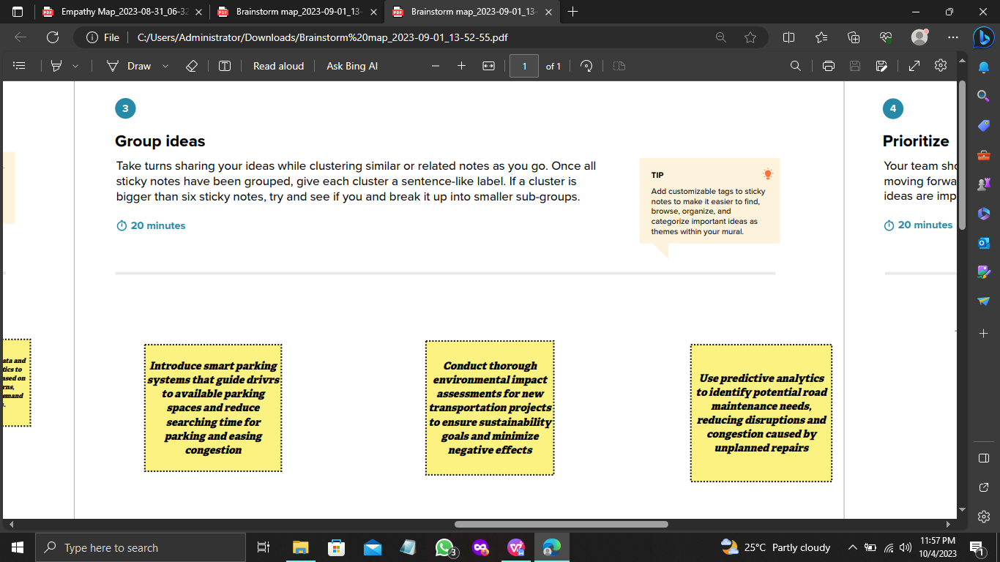 Empathy Map_2023-08-31_06-32
Brainstorm map_2023-09-01_13-
Brainstorm map_2023-09-01_13-
File
C:/Users/Administrator/Downloads/Brainstorm%20map_2023-09-01_13-52-55.pdf
Draw
Read aloud
Ask Bing AI
1
of 1
3
Group ideas
Take turns sharing your ideas while clustering similar or related notes as you go. Once all
sticky notes have been grouped, give each cluster a sentence-like label. If a cluster is
bigger than six sticky notes, try and see if you and break it up into smaller sub-groups.
20 minutes
TIP
Add customizable tags to sticky
notes to make it easier to find,
browse, organize, and
categorize important ideas as
themes within your mural.
4
Prioritize
Your team sho
moving forwa
ideas are imp
20 minutes
ata and
tics to
ased on
rns,
emand
s.
Introduce smart parking
systems that guide drivrs
to available parking
spaces and reduce
searching time for
parking and easing
congestion
Conduct thorough
environmental impact
assessments for new
transportation projects
to ensure sustainability
goals and minimize
negative effects
Use predictive analytics
to identify potential road
maintenance needs,
reducing disruptions and
congestion caused by
unplanned repairs
Type here to search
3
25°C Partly cloudy
11:57 PM
10/4/2023
1